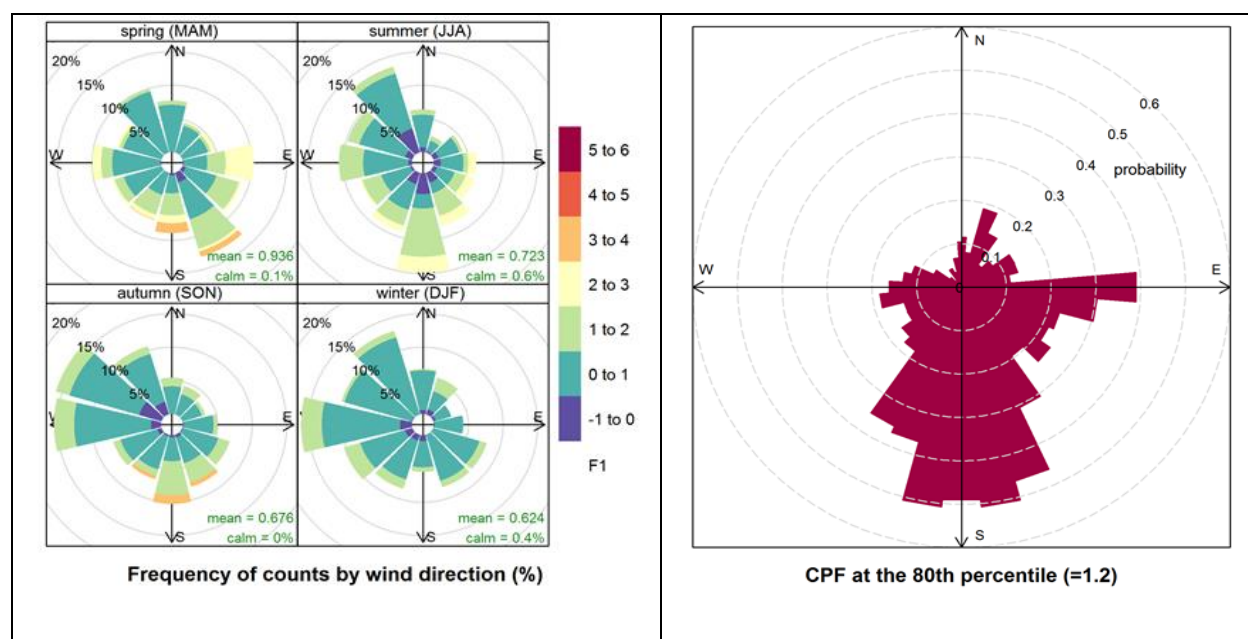 spring (MAM)
N
20%
15%
10%
5%
W
E
S
mean = 0.936
calm = 0.1%
summer (JJA)
N
20%
15%
10%
5%
W
E
S
mean = 0.723
calm = 0.6%
autumn (SON)
N
20%
15%
10%
5%
W
E
S
mean = 0.676
calm = 0%
winter (DJF)
N
20%
15%
10%
5%
W
E
S
mean = 0.624
calm = 0.4%
5 to 6
4 to 5
3 to 4
2 to 3
1 to 2
0 to 1
-1 to 0
F1
Frequency of counts by wind direction (%)
N
0.6
0.5
probability
0.4
0.3
0.2
0.1
0
W
E
S
CPF at the 80th percentile (=1.2)